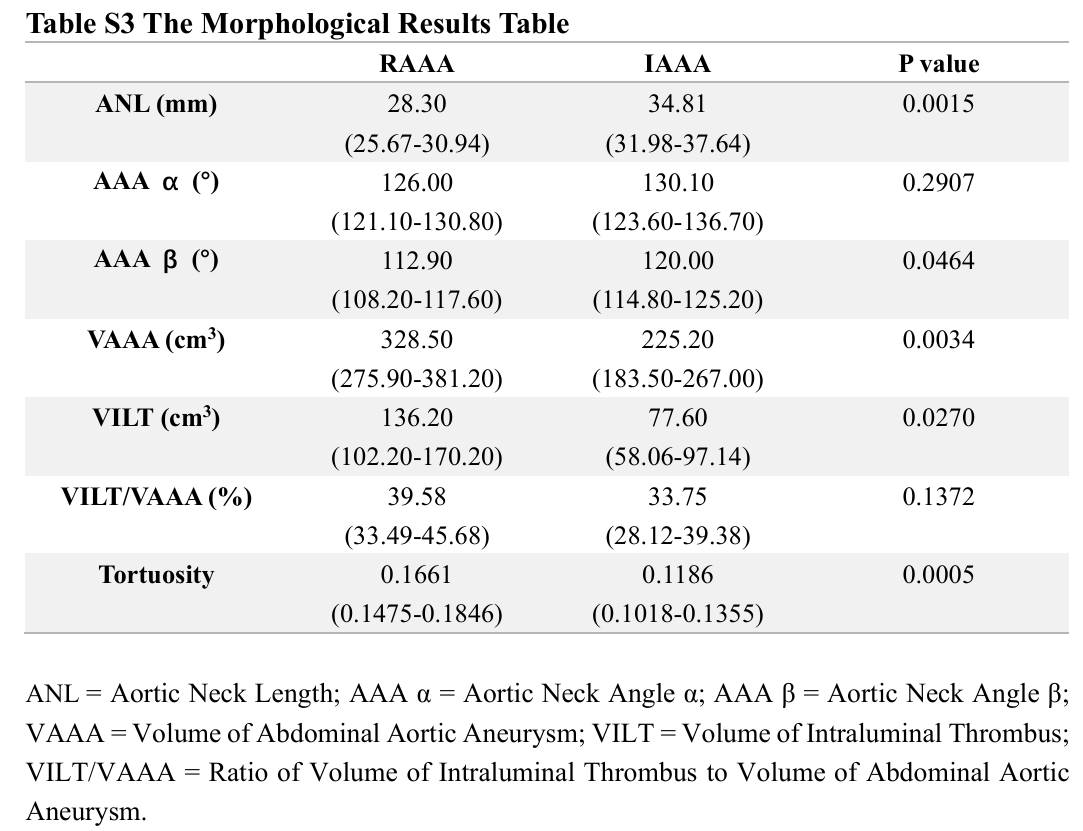 Table S3 The Morphological Results Table
RAAA IAAA P value
ANL (mm) 28.30 34.81 0.0015
(25.67-30.94) (31.98-37.64)
AAA α (°) 126.00 130.10 0.2907
(121.10-130.80) (123.60-136.70)
AAA β (°) 112.90 120.00 0.0464
(108.20-117.60) (114.80-125.20)
VAAA (cm³) 328.50 225.20 0.0034
(275.90-381.20) (183.50-267.00)
VILT (cm³) 136.20 77.60 0.0270
(102.20-170.20) (58.06-97.14)
VILT/VAAA (%) 39.58 33.75 0.1372
(33.49-45.68) (28.12-39.38)
Tortuosity 0.1661 0.1186 0.0005
(0.1475-0.1846) (0.1018-0.1355)
ANL = Aortic Neck Length; AAA α = Aortic Neck Angle α; AAA β = Aortic Neck Angle β;
VAAA = Volume of Abdominal Aortic Aneurysm; VILT = Volume of Intraluminal Thrombus;
VILT/VAAA = Ratio of Volume of Intraluminal Thrombus to Volume of Abdominal Aortic
Aneurysm.